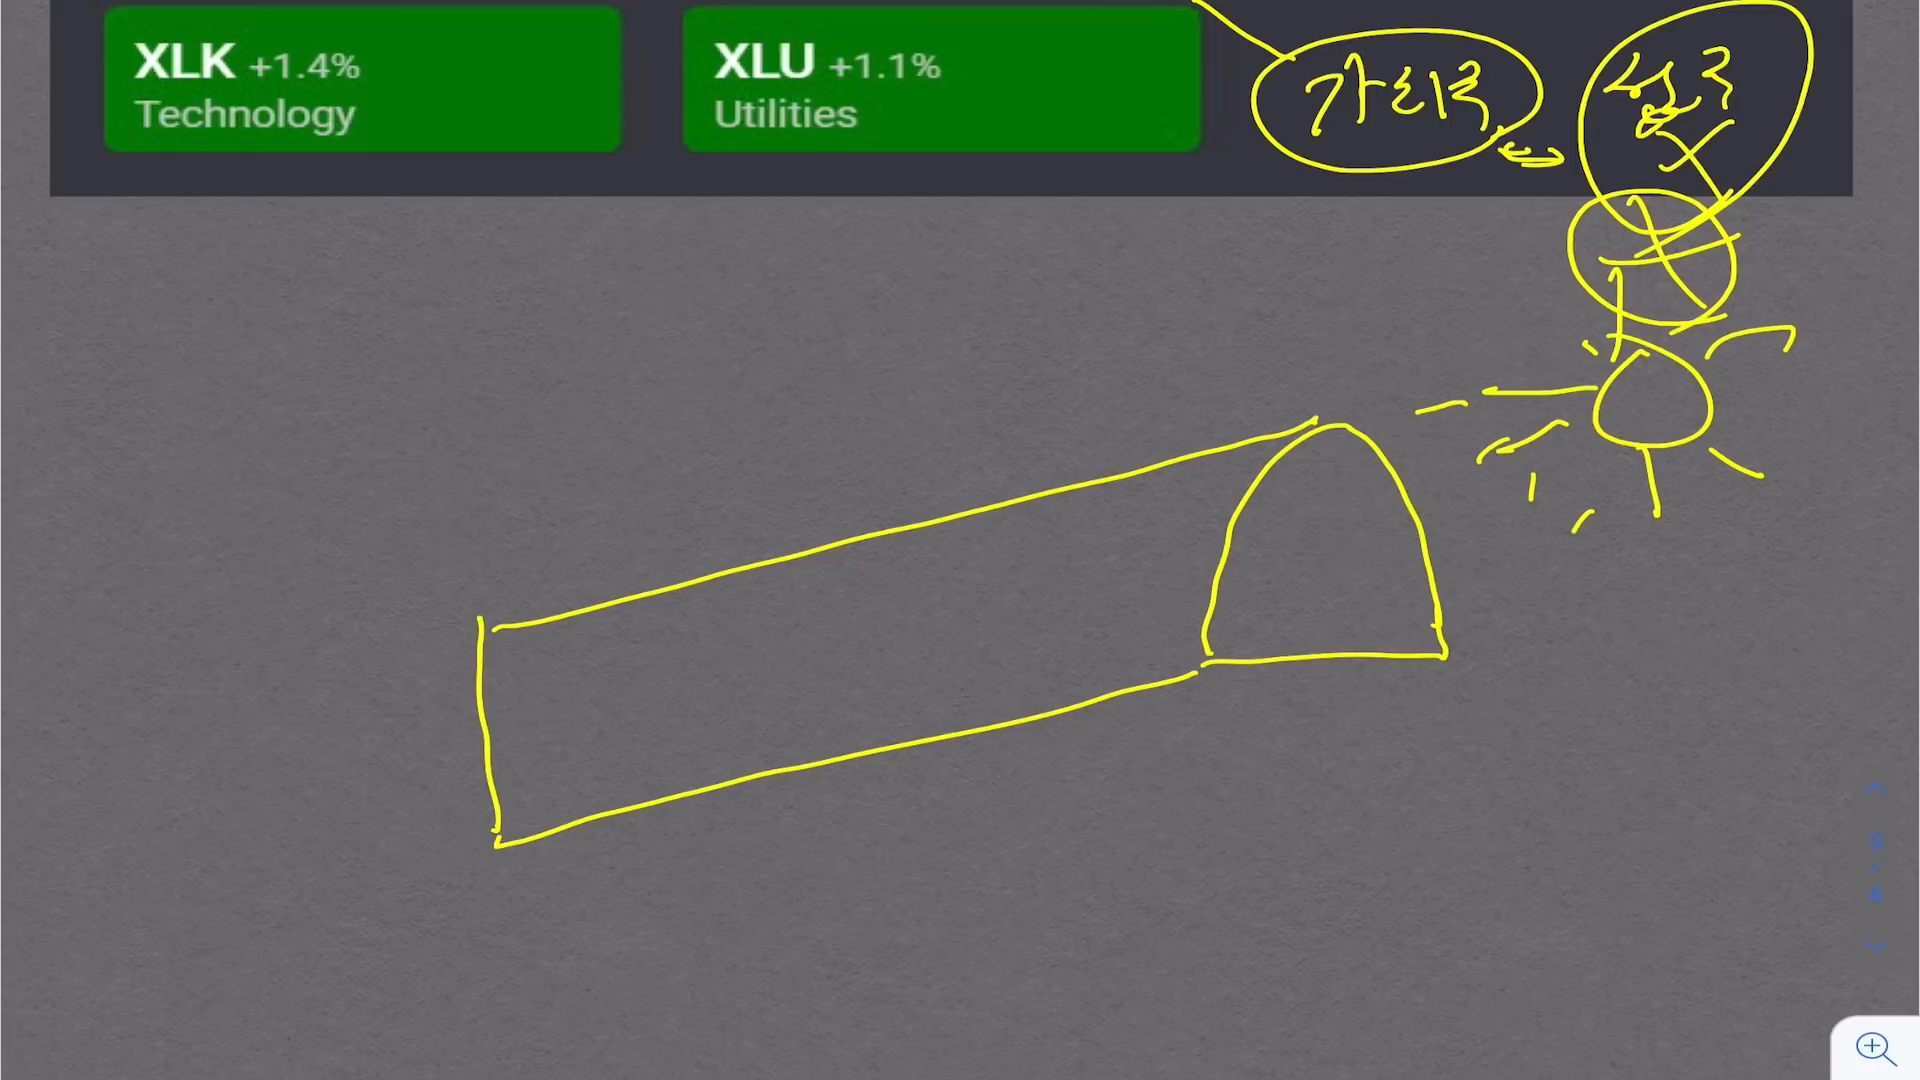 XLK +1.4%
Technology
XLU +1.1%
Utilities
가치주
성장주